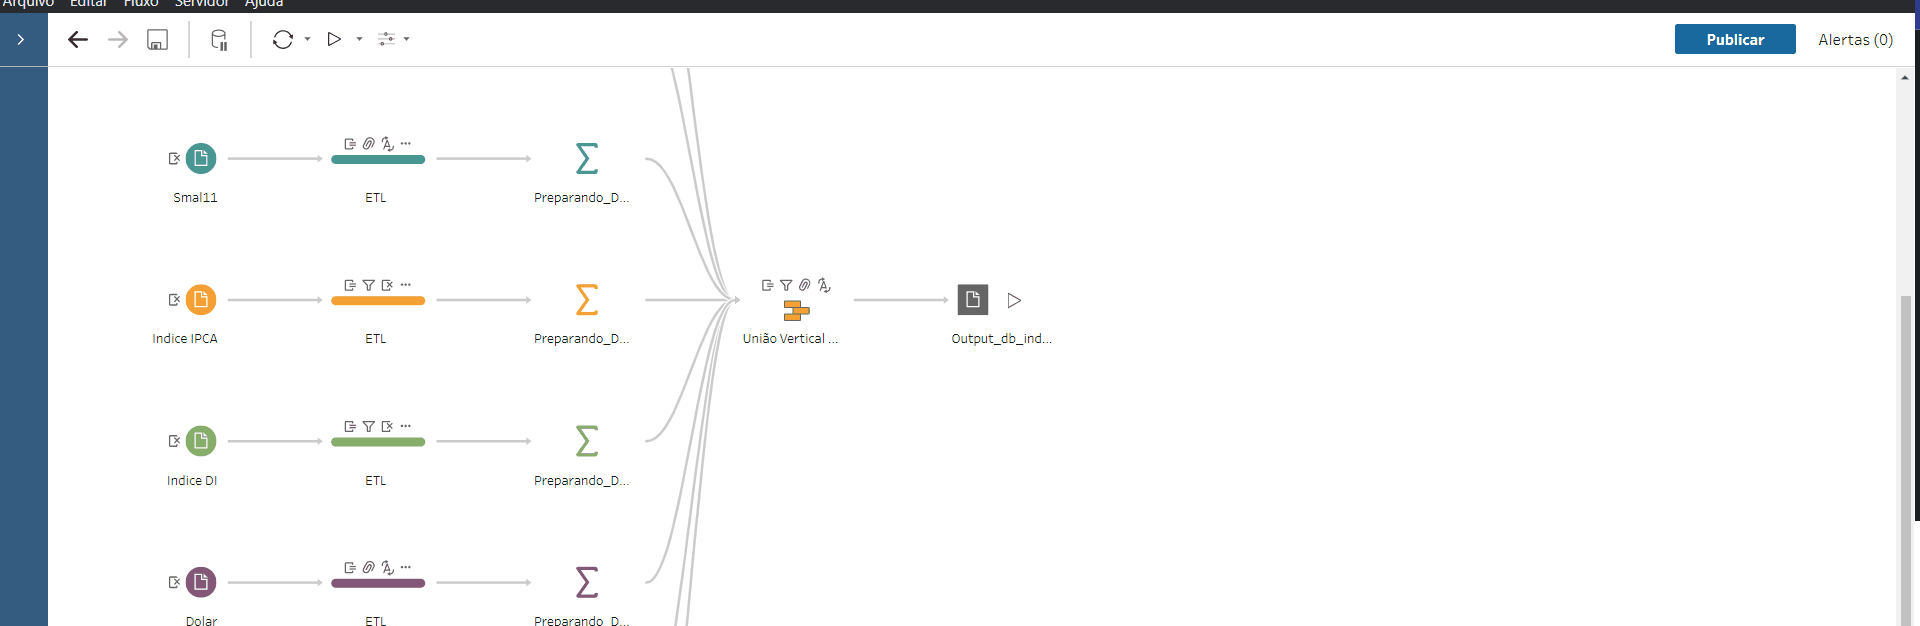 Arquivo Editar Fluxo Servidor Ajuda
Publicar Alertas (0)
Smal11 ETL Preparando_D...
Indice IPCA ETL Preparando_D... União Vertical ... Output_db_ind...
Indice DI ETL Preparando_D...
Dolar ETL Preparando_D...